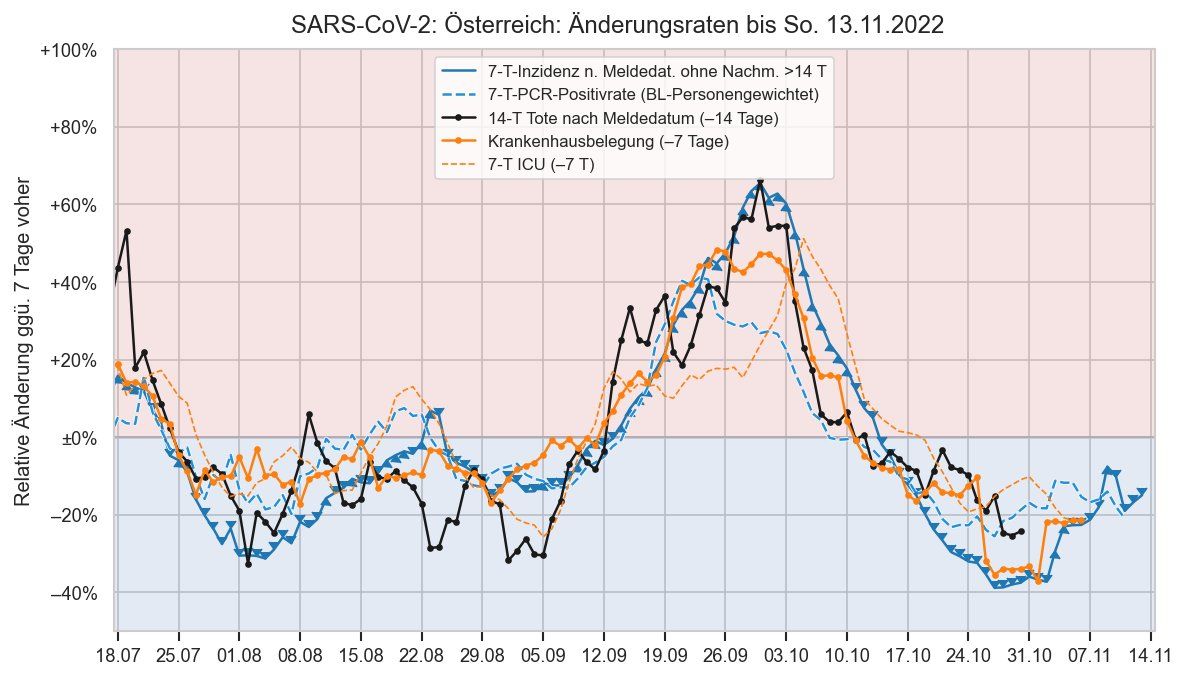 SARS-CoV-2: Österreich: Änderungsraten bis So. 13.11.2022
Relative Änderung ggü. 7 Tage voher
+100%
+80%
+60%
+40%
+20%
±0%
–20%
–40%
7-T-Inzidenz n. Meldedat. ohne Nachm. >14 T
7-T-PCR-Positivrate (BL-Personengewichtet)
14-T Tote nach Meldedatum (–14 Tage)
Krankenhausbelegung (–7 Tage)
7-T ICU (–7 T)
18.07 25.07 01.08 08.08 15.08 22.08 29.08 05.09 12.09 19.09 26.09 03.10 10.10 17.10 24.10 31.10 07.11 14.11